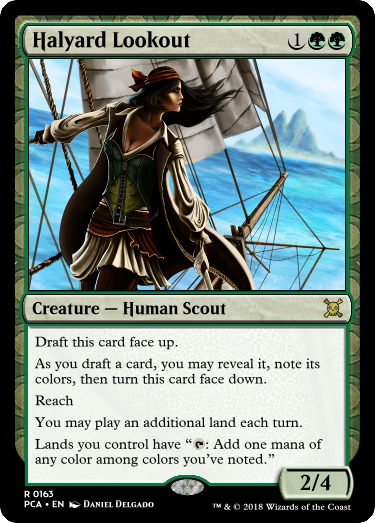 Halyard Lookout 1
Creature — Human Scout
Draft this card face up.
As you draft a card, you may reveal it, note its
colors, then turn this card face down.
Reach
You may play an additional land each turn.
Lands you control have “: Add one mana of
any color among colors you’ve noted.”
2/4
R 0163
PCA • EN Daniel Delgado
™ & © 2018 Wizards of the Coast